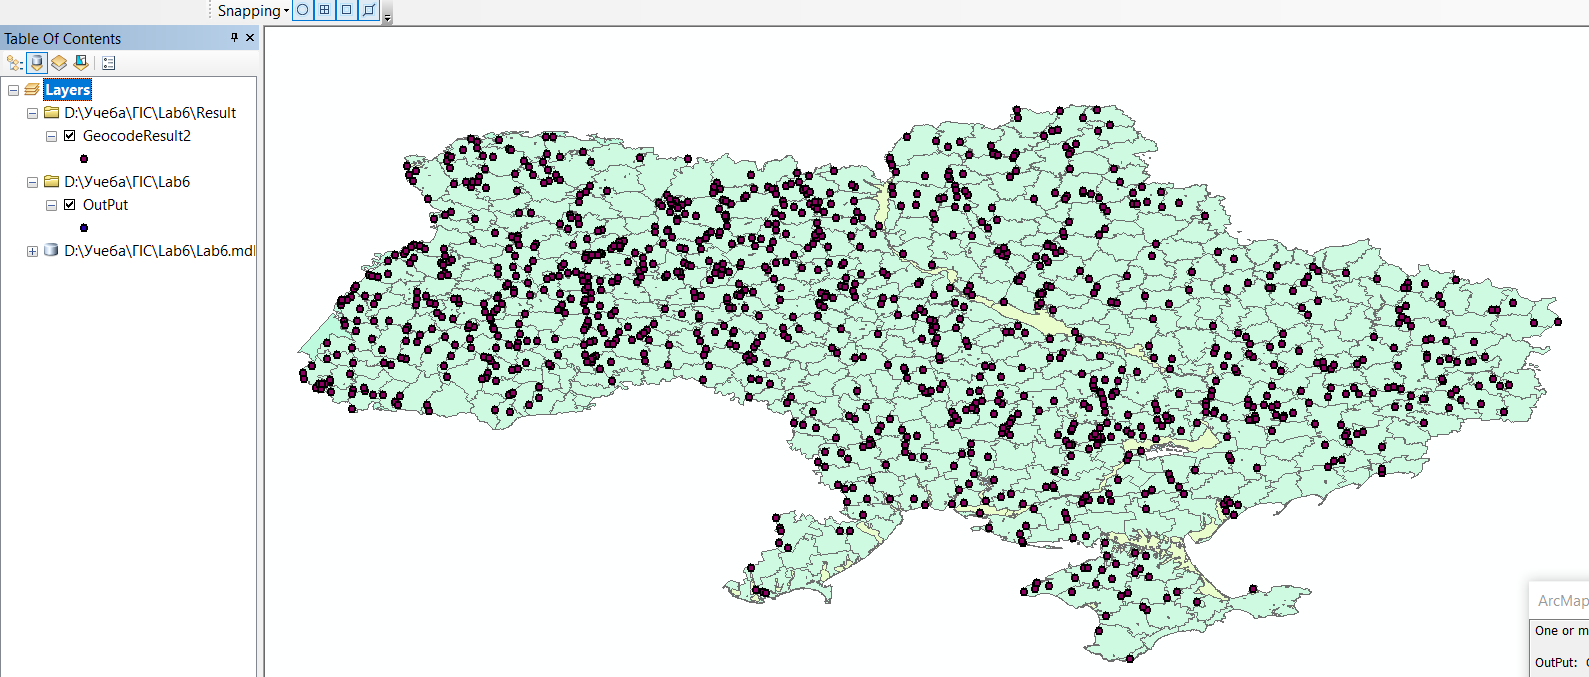 Snapping
Table Of Contents
Layers
D:\Учеба\ГІС\Lab6\Result
GeocodeResult2
D:\Учеба\ГІС\Lab6
OutPut
D:\Учеба\ГІС\Lab6\Lab6.mdl
ArcMap
One or m
OutPut: